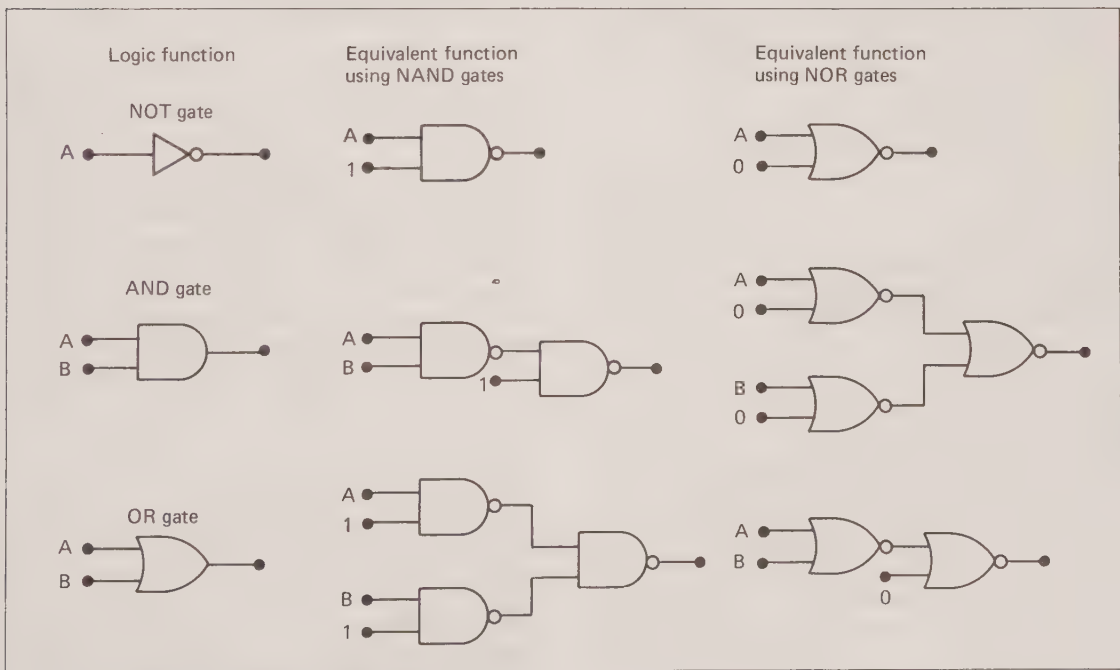 Logic function
Equivalent function
using NAND gates
Equivalent function
using NOR gates
NOT gate
A
A
1
A
0
AND gate
A
B
A
B
1
A
0
B
0
OR gate
A
B
A
1
B
1
A
B
0